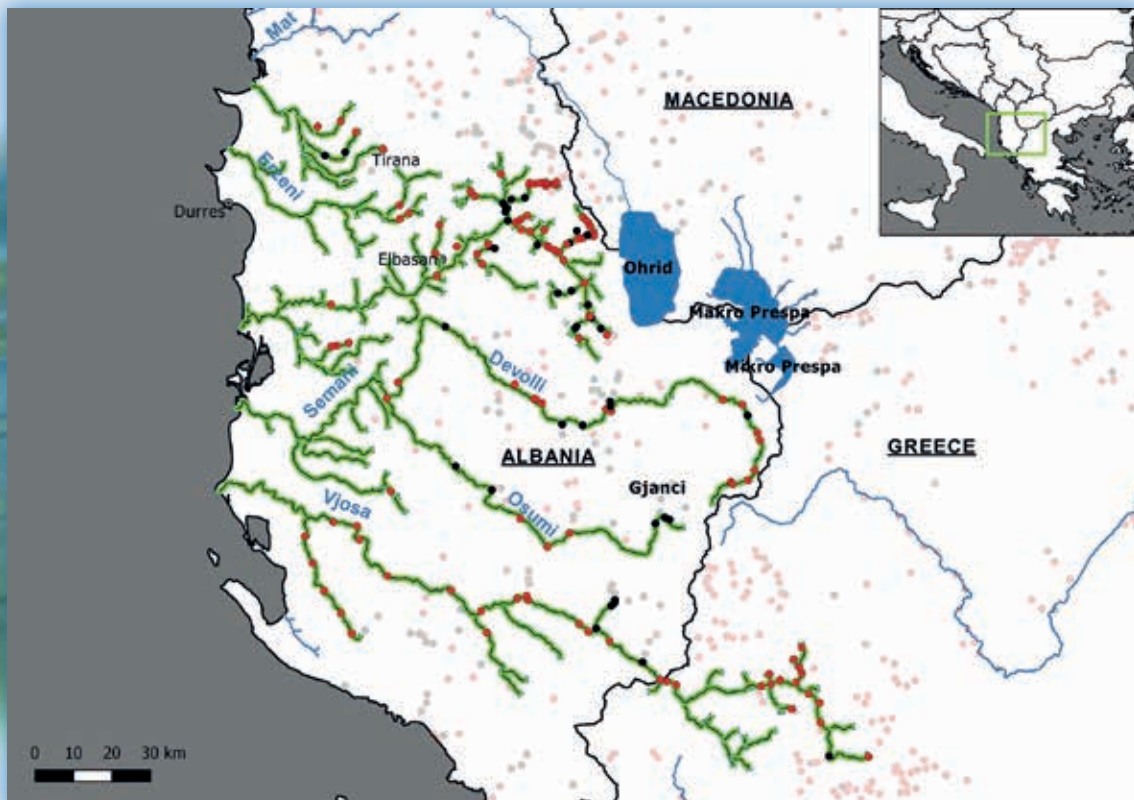 Mat
MACEDONIA
Erzeni
Tirana
Durres
Elbasan
Ohrid
Makro Prespa
Mikro Prespa
Devolli
Semani
GREECE
ALBANIA
Gjanci
Vjosa
Osumi
0 10 20 30 km